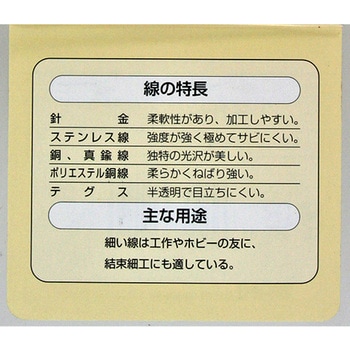 線の特長
針金 柔軟性があり、加工しやすい。
ステンレス線 強度が強く極めてサビにくい。
銅、真鍮線 独特の光沢が美しい。
ポリエステル銅線 柔らかくねばり強い。
テグス 半透明で目立ちにくい。
主な用途
細い線は工作やホビーの友に、
結束細工にも適している。